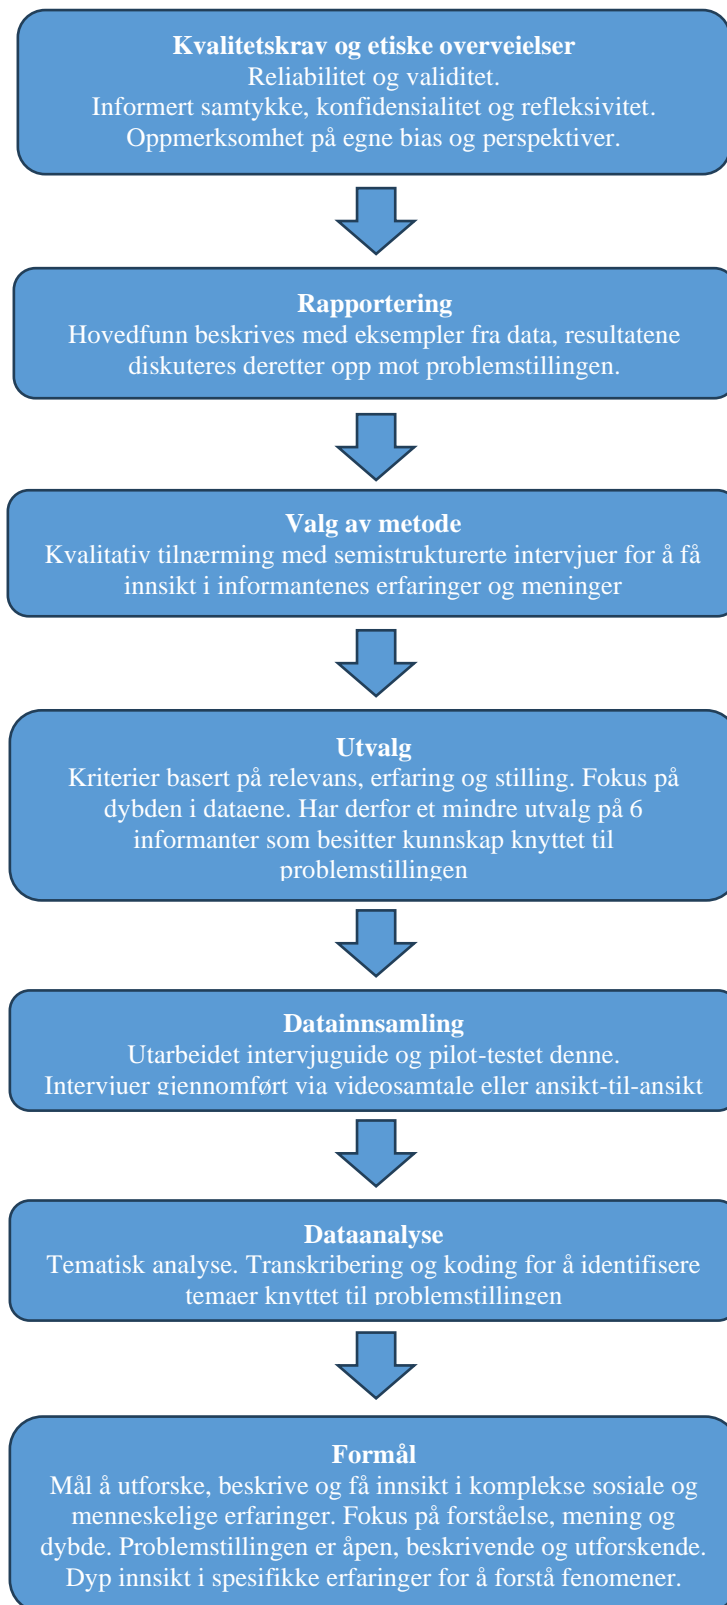 Kvalitetskrav og etiske overveielser
Reliabilitet og validitet.
Informert samtykke, konfidensialitet og refleksivitet.
Oppmerksomhet på egne bias og perspektiver.
Rapportering
Hovedfunn beskrives med eksempler fra data, resultatene
diskuteres deretter opp mot problemstillingen.
Valg av metode
Kvalitativ tilnærming med semistrukturerte intervjuer for å få
innsikt i informantenes erfaringer og meninger
Utvalg
Kriterier basert på relevans, erfaring og stilling. Fokus på
dybden i dataene. Har derfor et mindre utvalg på 6
informanter som besitter kunnskap knyttet til
problemstillingen
Datainnsamling
Utarbeidet intervjuguide og pilot-testet denne.
Intervjuer gjennomført via videosamtale eller ansikt-til-ansikt
Dataanalyse
Tematisk analyse. Transkribering og koding for å identifisere
temaer knyttet til problemstillingen
Formål
Mål å utforske, beskrive og få innsikt i komplekse sosiale og
menneskelige erfaringer. Fokus på forståelse, mening og
dybde. Problemstillingen er åpen, beskrivende og utforskende.
Dyp innsikt i spesifikke erfaringer for å forstå fenomener.